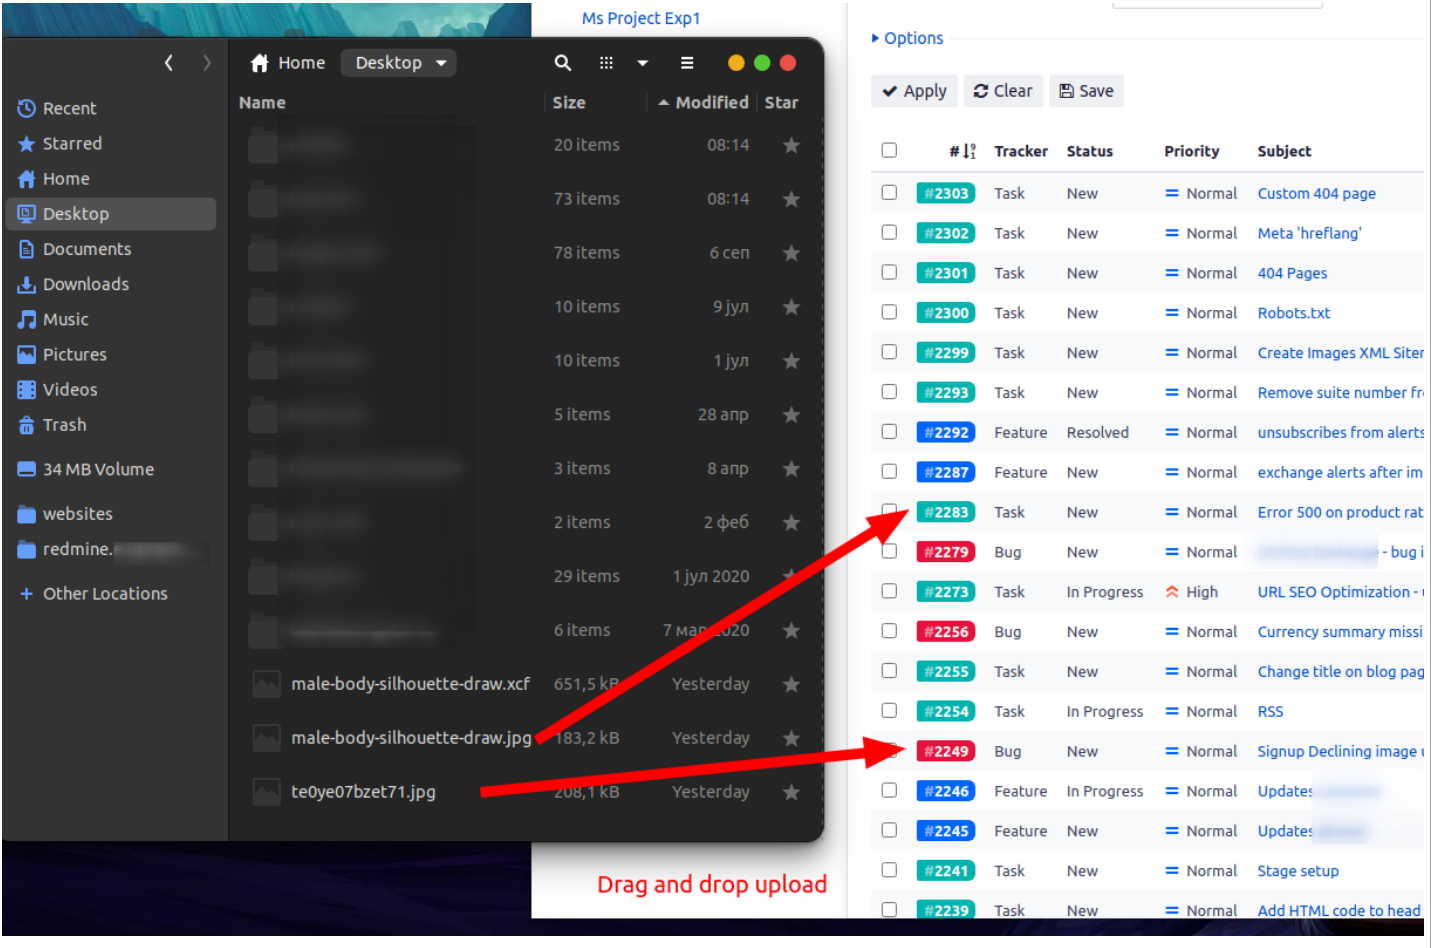 Ms Project Exp1
Home
Desktop
Name
Size
Modified
Star
Recent
Starred
Home
Desktop
Documents
Downloads
Music
Pictures
Videos
Trash
34 MB Volume
websites
redmine.
+ Other Locations
20 items 08:14
73 items 08:14
78 items 6 сеп
10 items 9 јул
10 items 1 јул
5 items 28 апр
3 items 8 апр
2 items 2 феб
29 items 1 јул 2020
6 items 7 мар 2020
male-body-silhouette-draw.xcf 651,5 kB Yesterday
male-body-silhouette-draw.jpg 183,2 kB Yesterday
te0ye07bzet71.jpg 208,1 kB Yesterday
Drag and drop upload
Options
Apply Clear Save
# Tracker Status Priority Subject
#2303 Task New Normal Custom 404 page
#2302 Task New Normal Meta 'hreflang'
#2301 Task New Normal 404 Pages
#2300 Task New Normal Robots.txt
#2299 Task New Normal Create Images XML Siter
#2293 Task New Normal Remove suite number fr
#2292 Feature Resolved Normal unsubscribes from alerts
#2287 Feature New Normal exchange alerts after im
#2283 Task New Normal Error 500 on product rat
#2279 Bug New Normal - bug i
#2273 Task In Progress High URL SEO Optimization -
#2256 Bug New Normal Currency summary missi
#2255 Task New Normal Change title on blog pag
#2254 Task In Progress Normal RSS
#2249 Bug New Normal Signup Declining image
#2246 Feature In Progress Normal Updates
#2245 Feature New Normal Updates
#2241 Task New Normal Stage setup
#2239 Task New Normal Add HTML code to head